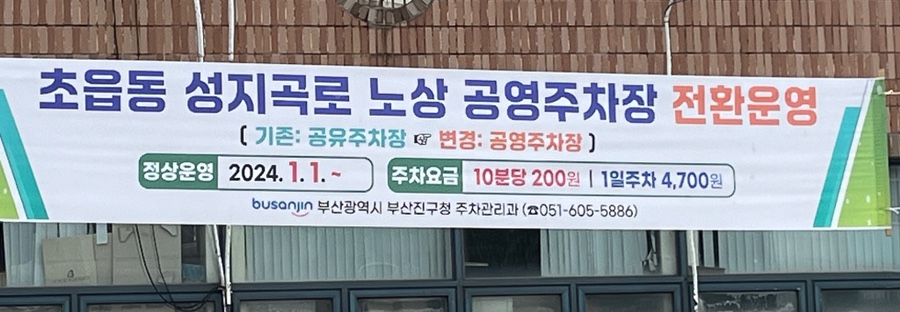 초읍동 성지곡로 노상 공영주차장 전환운영
[ 기존: 공유주차장 ☞ 변경: 공영주차장 ]
정상운영 2024. 1. 1. ~ 주차요금 10분당 200원 | 1일주차 4,700원
busanjin 부산광역시 부산진구청 주차관리과 (☎051-605-5886)